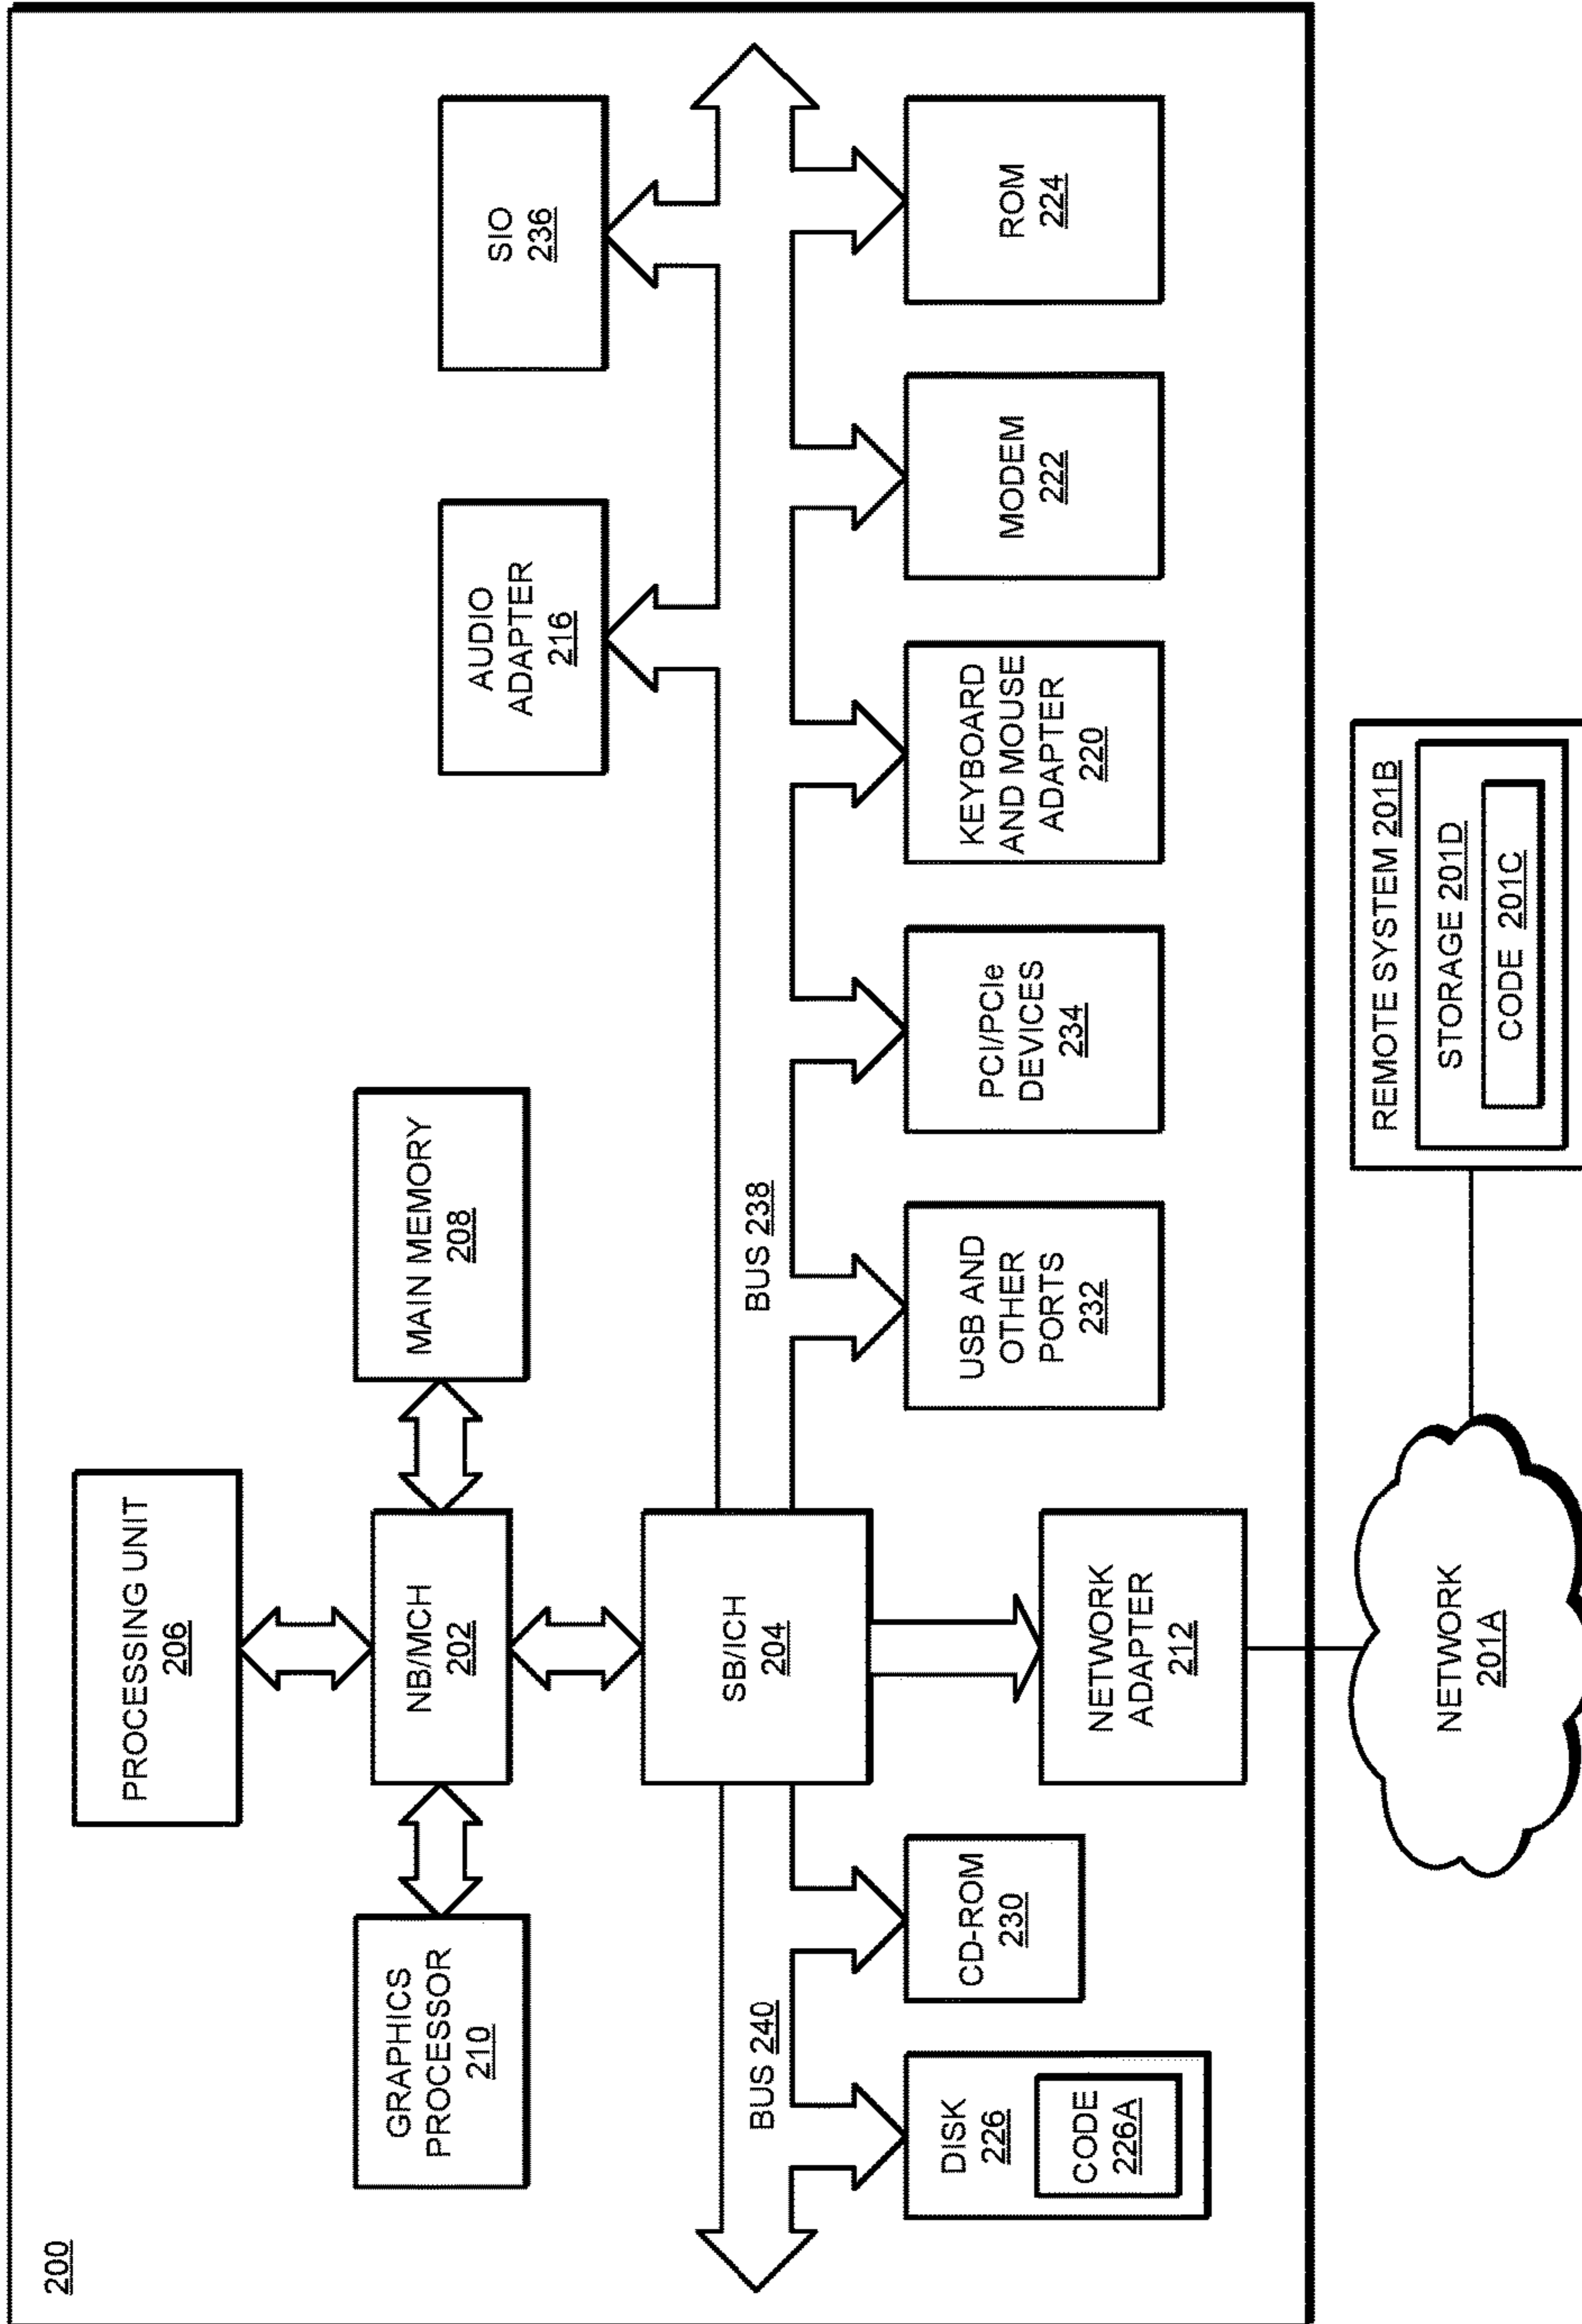 200
PROCESSING UNIT
206
GRAPHICS
PROCESSOR
210
NB/MCH
202
MAIN MEMORY
208
AUDIO
ADAPTER
216
SIO
236
SB/ICH
204
BUS 240
BUS 238
DISK
226
CODE
226A
CD-ROM
230
NETWORK
ADAPTER
212
USB AND
OTHER
PORTS
232
PCI/PCIe
DEVICES
234
KEYBOARD
AND MOUSE
ADAPTER
220
MODEM
222
ROM
224
NETWORK
201A
REMOTE SYSTEM 201B
STORAGE 201D
CODE 201C